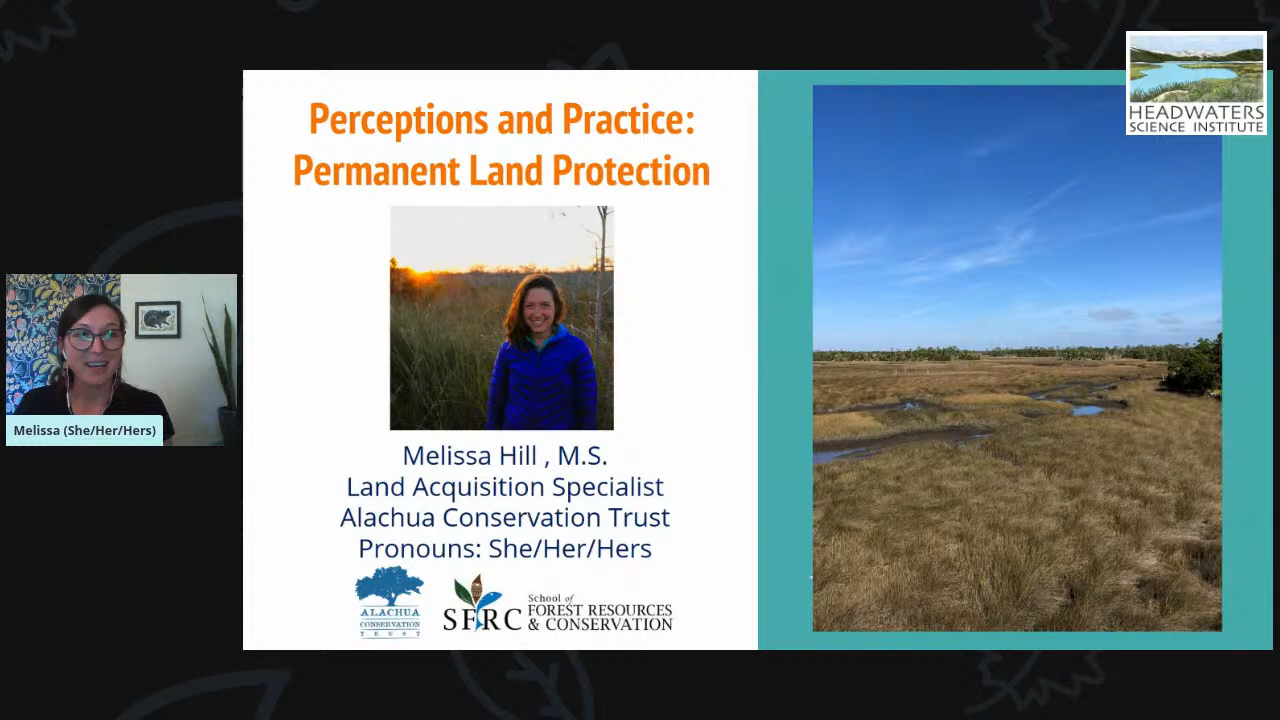 HEADWATERS
SCIENCE INSTITUTE
Perceptions and Practice:
Permanent Land Protection
Melissa (She/Her/Hers)
Melissa Hill , M.S.
Land Acquisition Specialist
Alachua Conservation Trust
Pronouns: She/Her/Hers
ALACHUA
CONSERVATION
TRUST
SFRC
School of
FOREST RESOURCES
& CONSERVATION